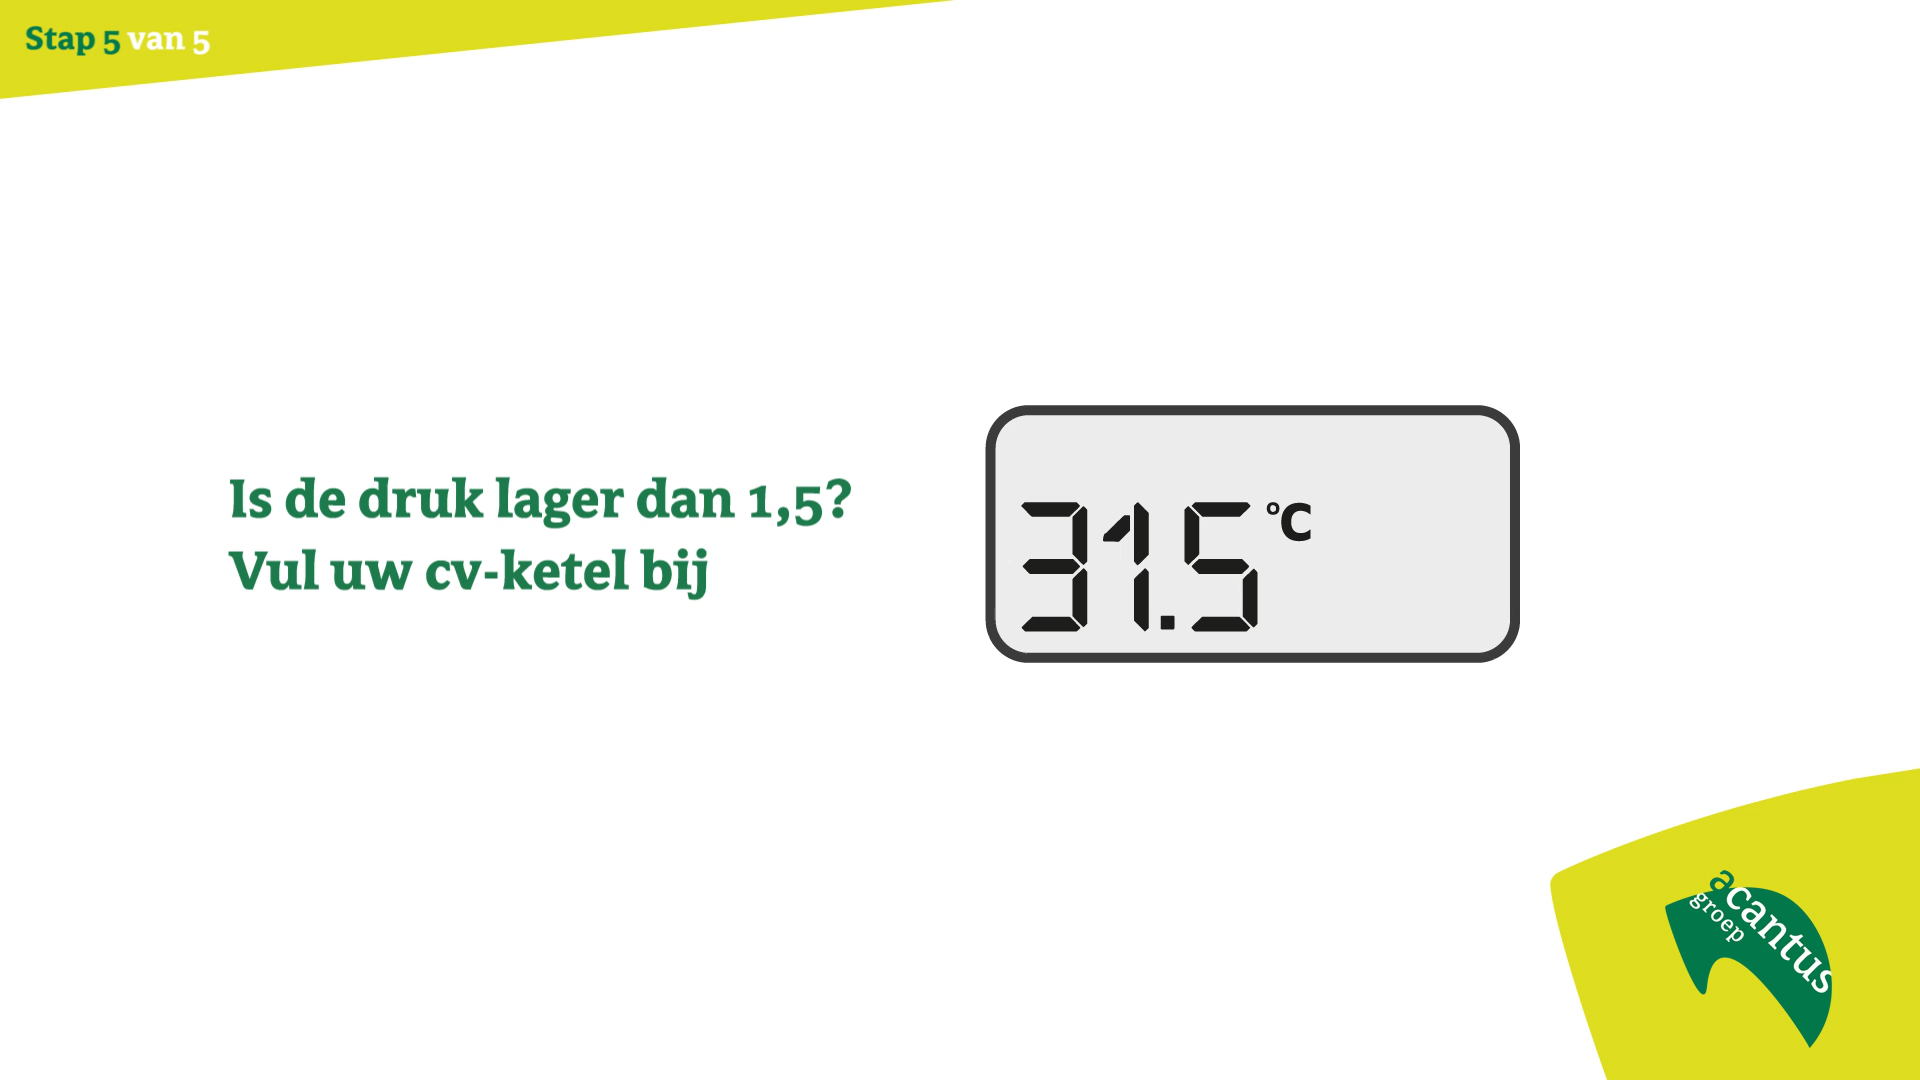 Stap 5 van 5
Is de druk lager dan 1,5?
Vul uw cv-ketel bij
31.5 °C
acantus
groep